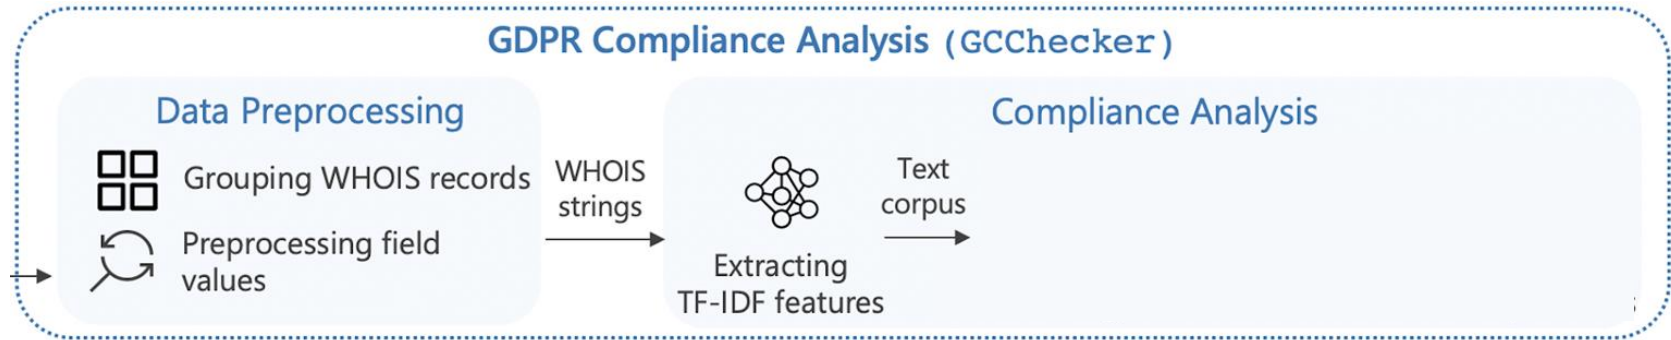 GDPR Compliance Analysis (GCChecker)
Data Preprocessing
Grouping WHOIS records
Preprocessing field
values
WHOIS
strings
Compliance Analysis
Extracting
TF-IDF features
Text
corpus